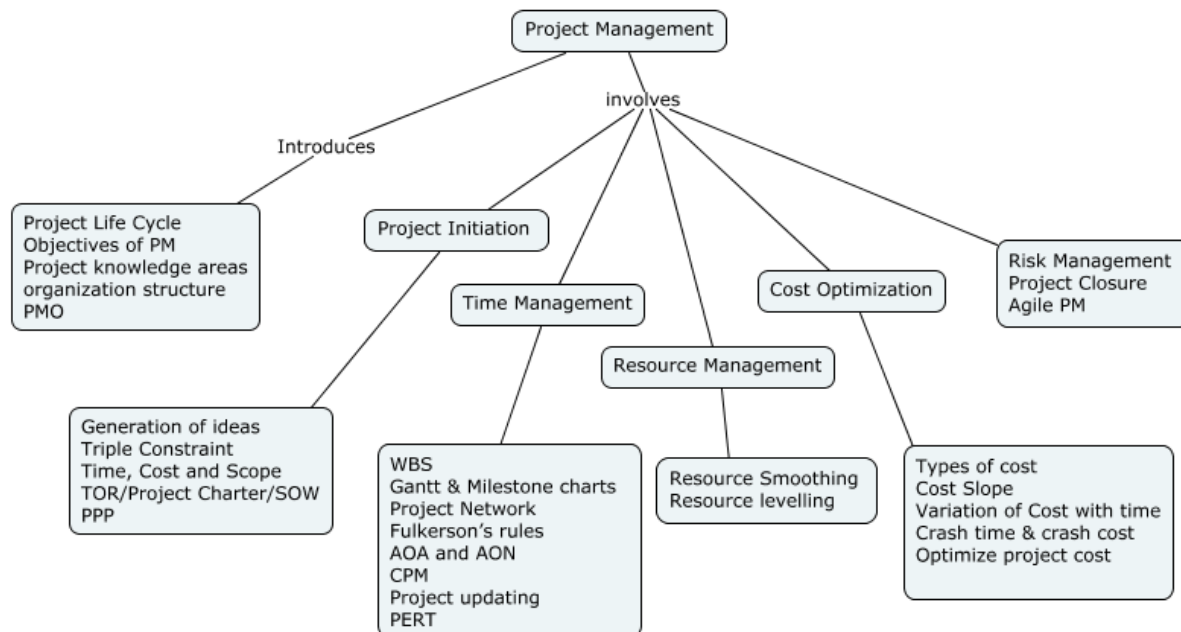 Project Management
involves
Introduces
Project Life Cycle
Objectives of PM
Project knowledge areas
organization structure
PMO
Project Initiation
Risk Management
Project Closure
Agile PM
Time Management
Cost Optimization
Resource Management
Generation of ideas
Triple Constraint
Time, Cost and Scope
TOR/Project Charter/SOW
PPP
WBS
Gantt & Milestone charts
Project Network
Fulkerson’s rules
AOA and AON
CPM
Project updating
PERT
Resource Smoothing
Resource levelling
Types of cost
Cost Slope
Variation of Cost with time
Crash time & crash cost
Optimize project cost